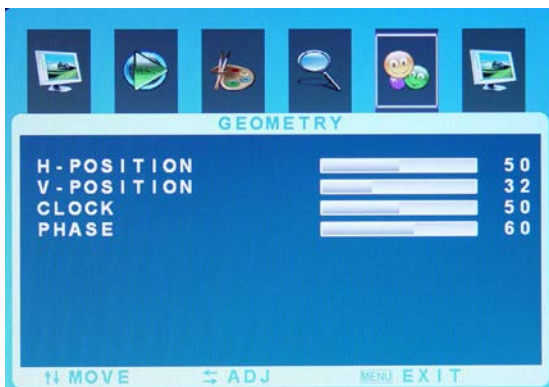 GEOMETRY
H-POSITION 50
V-POSITION 32
CLOCK 50
PHASE 60
↑↓ MOVE ⇆ ADJ MENU EXIT